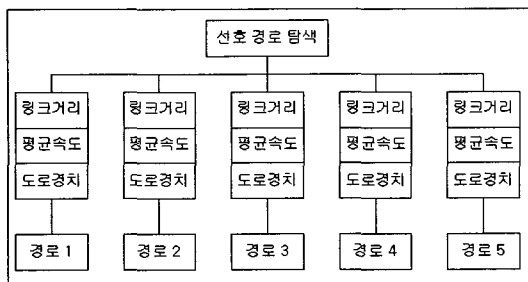 선호 경로 탐색
링크거리 링크거리 링크거리 링크거리 링크거리
평균속도 평균속도 평균속도 평균속도 평균속도
도로경치 도로경치 도로경치 도로경치 도로경치
경로 1 경로 2 경로 3 경로 4 경로 5